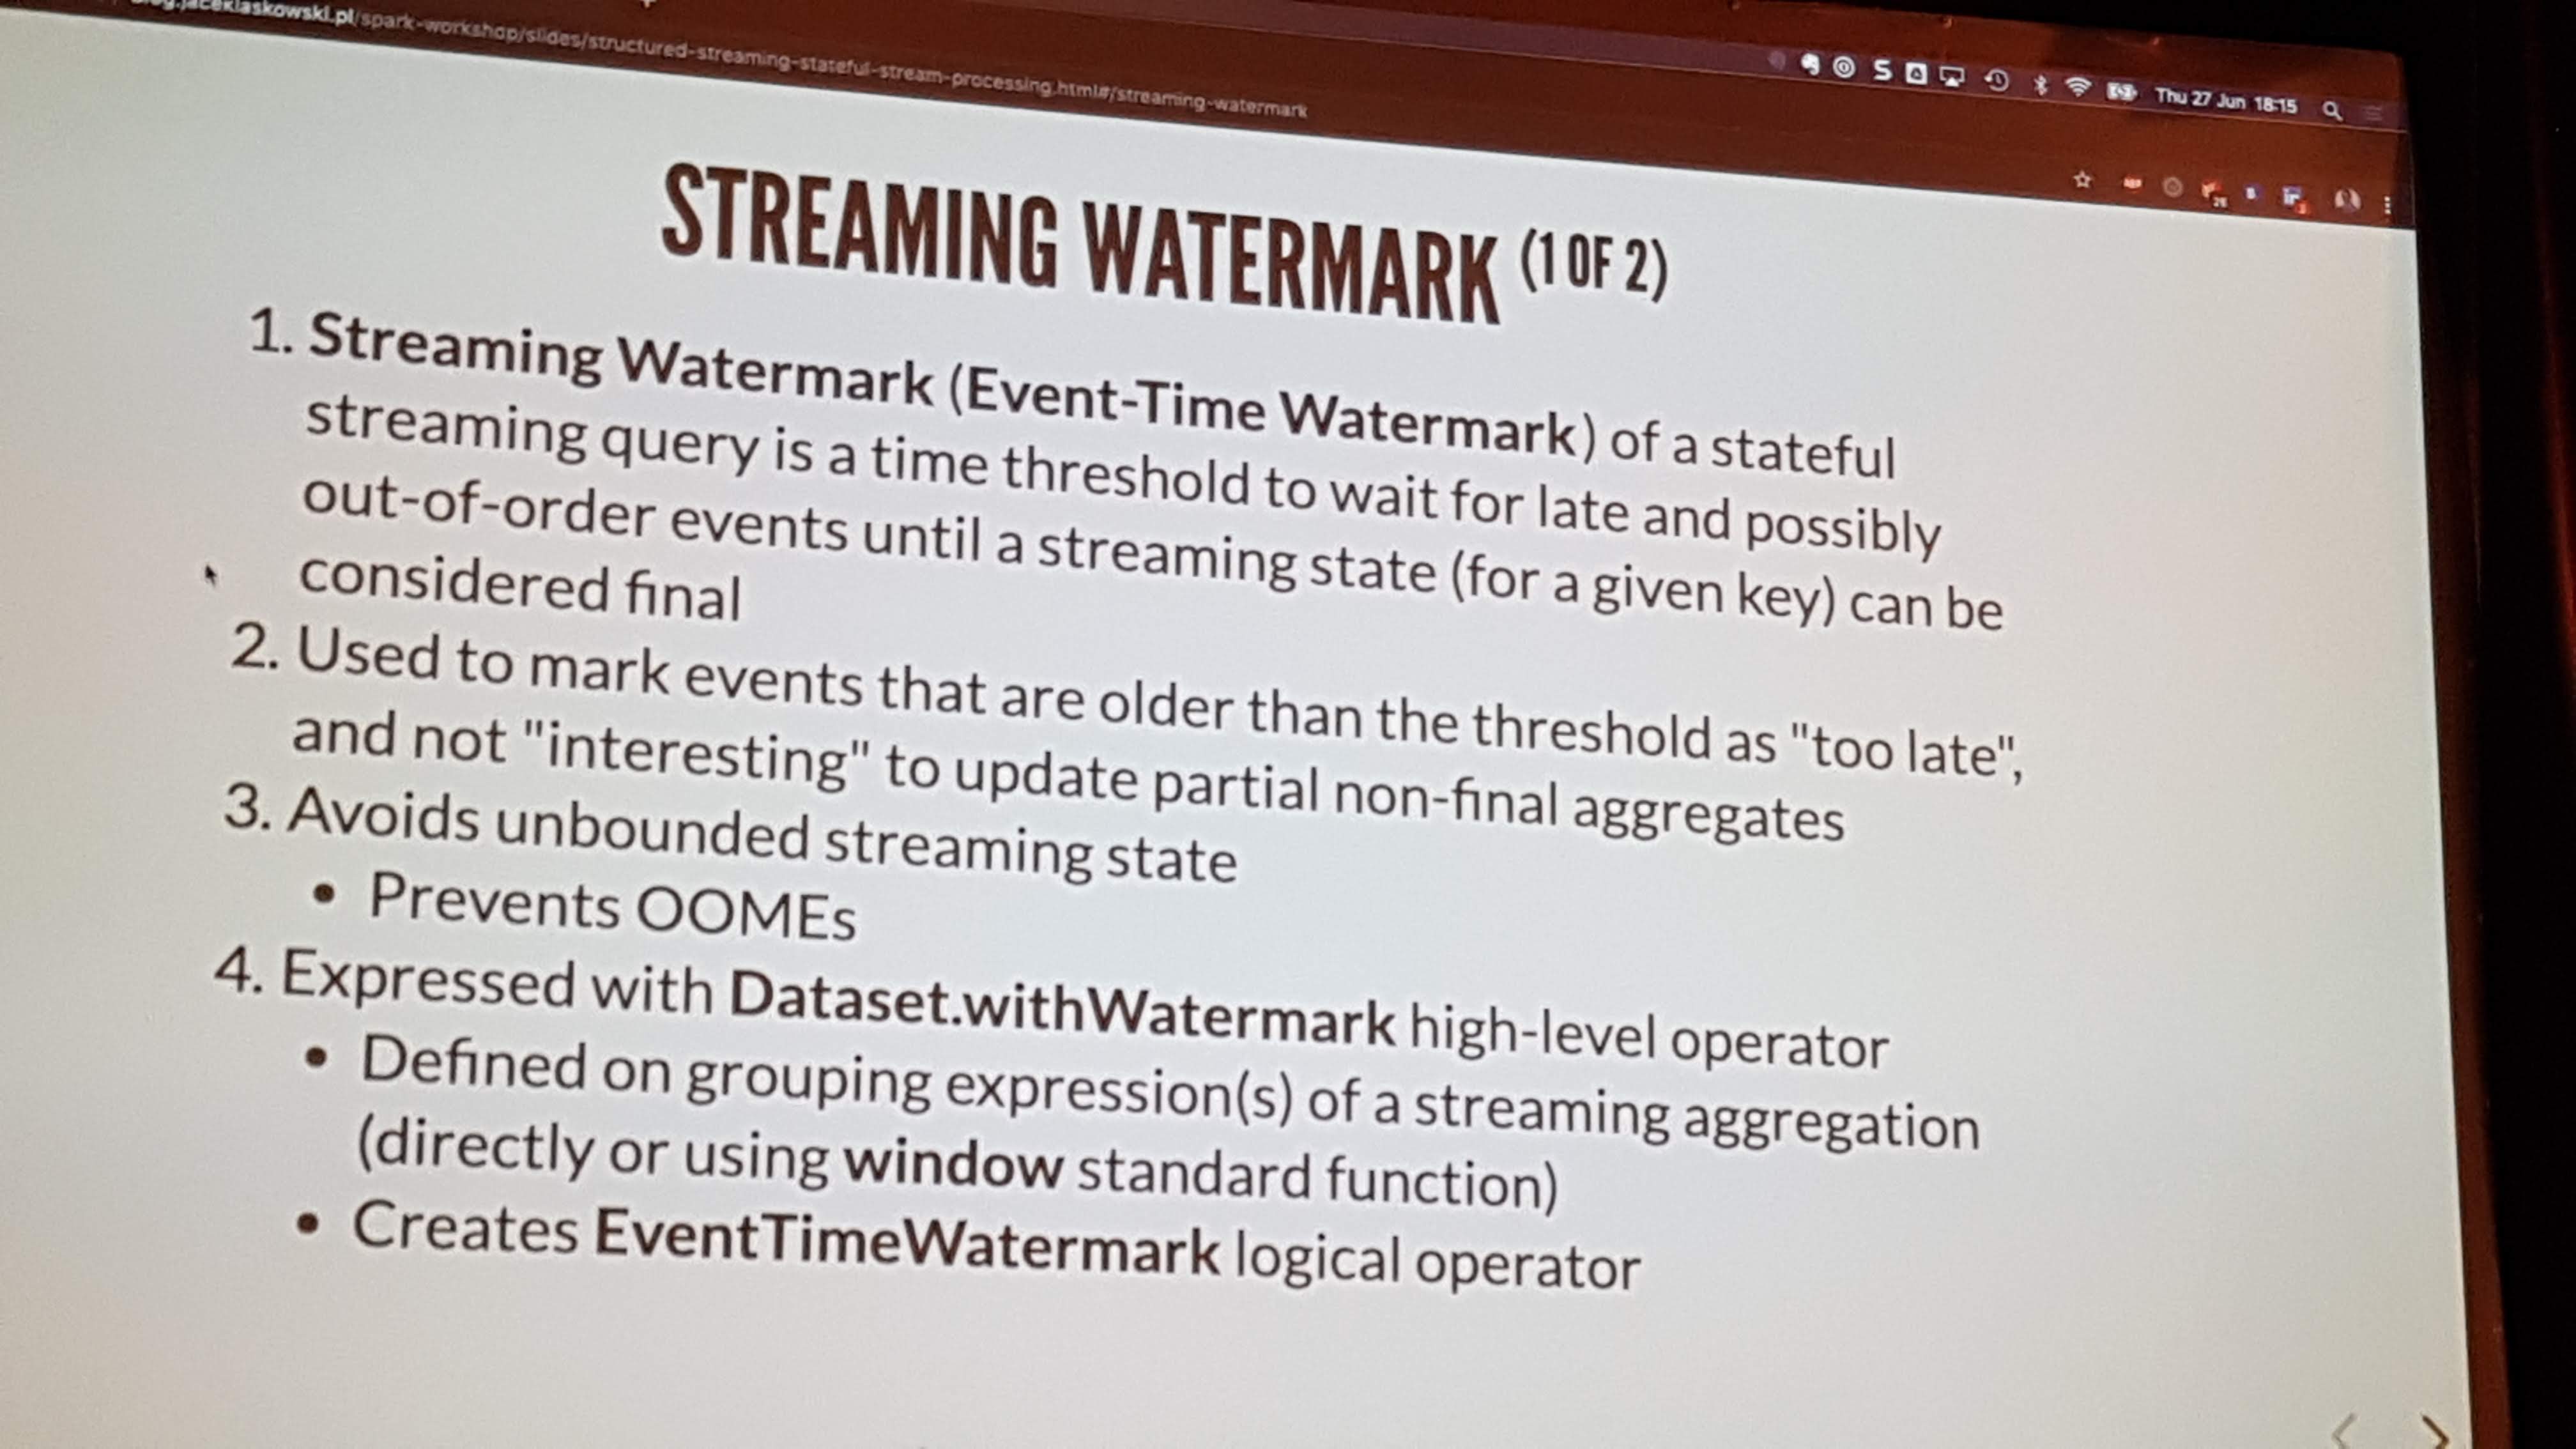 jaceklaskowski.pl/spark-workshop/slides/structured-streaming-stateful-stream-processing.html#/streaming-watermark
Thu 27 Jun 18:15
STREAMING WATERMARK (1 OF 2)
1. Streaming Watermark (Event-Time Watermark) of a stateful
streaming query is a time threshold to wait for late and possibly
out-of-order events until a streaming state (for a given key) can be
considered final
2. Used to mark events that are older than the threshold as "too late",
and not "interesting" to update partial non-final aggregates
3. Avoids unbounded streaming state
• Prevents OOMEs
4. Expressed with Dataset.withWatermark high-level operator
• Defined on grouping expression(s) of a streaming aggregation
(directly or using window standard function)
• Creates EventTimeWatermark logical operator